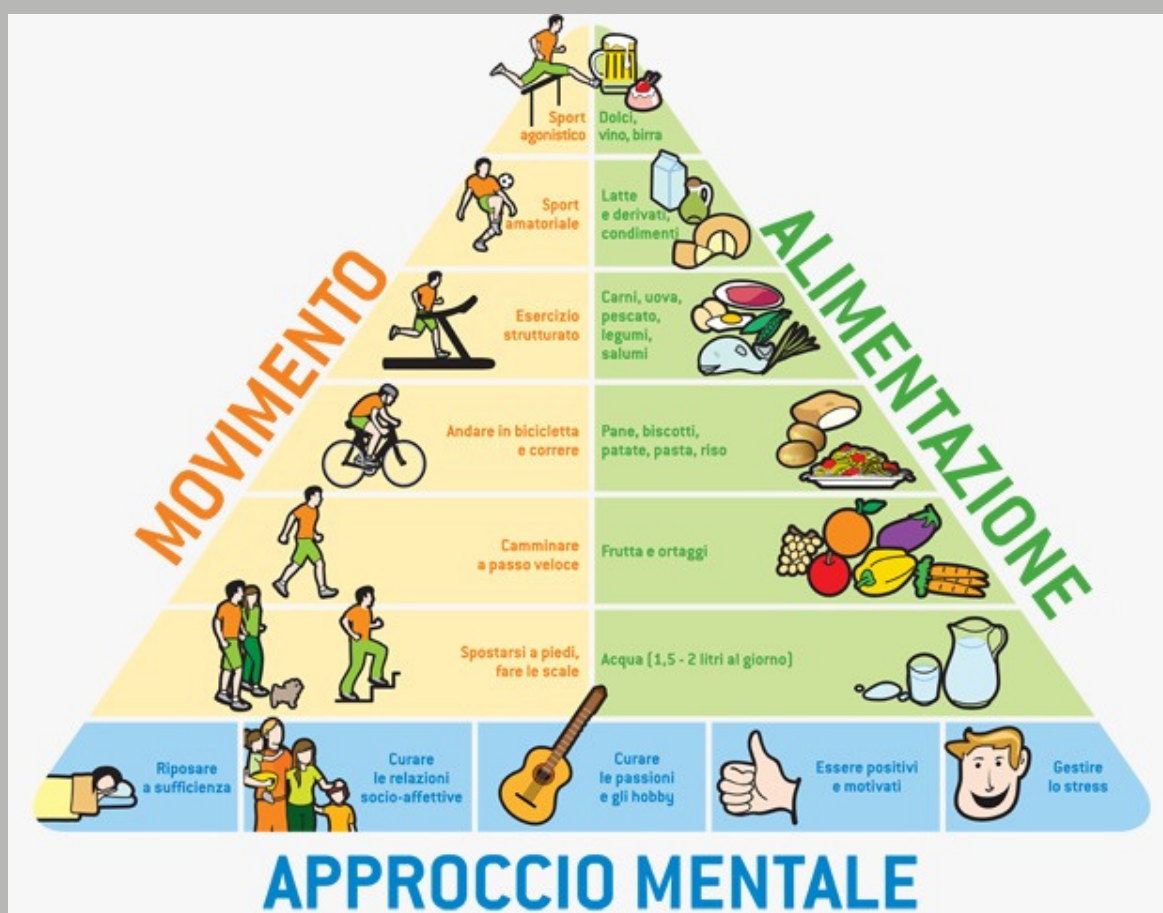 Sport
agonistico
Dolci,
vino, birra
Sport
amatoriale
Latte
e derivati,
condimenti
Esercizio
strutturato
Carni, uova,
pescato,
legumi,
salumi
MOVIMENTO
ALIMENTAZIONE
Andare in bicicletta
e correre
Pane, biscotti,
patate, pasta, riso
Camminare
a passo veloce
Frutta e ortaggi
Spostarsi a piedi,
fare le scale
Acqua (1,5 - 2 litri al giorno)
Riposare
a sufficienza
Curare
le relazioni
socio-affettive
Curare
le passioni
e gli hobby
Essere positivi
e motivati
Gestire
lo stress
APPROCCIO MENTALE